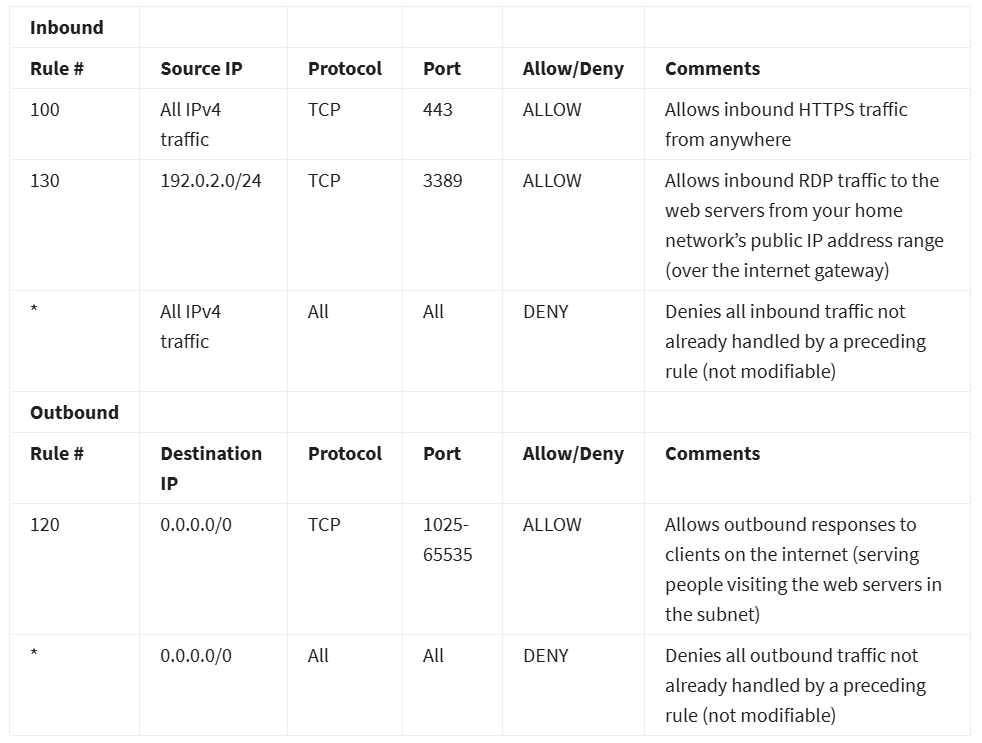 Inbound
Rule # Source IP Protocol Port Allow/Deny Comments
100 All IPv4 TCP 443 ALLOW Allows inbound HTTPS traffic
traffic from anywhere
130 192.0.2.0/24 TCP 3389 ALLOW Allows inbound RDP traffic to the
web servers from your home
network’s public IP address range
(over the internet gateway)
* All IPv4 All All DENY Denies all inbound traffic not
traffic already handled by a preceding
rule (not modifiable)
Outbound
Rule # Destination Protocol Port Allow/Deny Comments
IP
120 0.0.0.0/0 TCP 1025- ALLOW Allows outbound responses to
65535 clients on the internet (serving
people visiting the web servers in
the subnet)
* 0.0.0.0/0 All All DENY Denies all outbound traffic not
already handled by a preceding
rule (not modifiable)